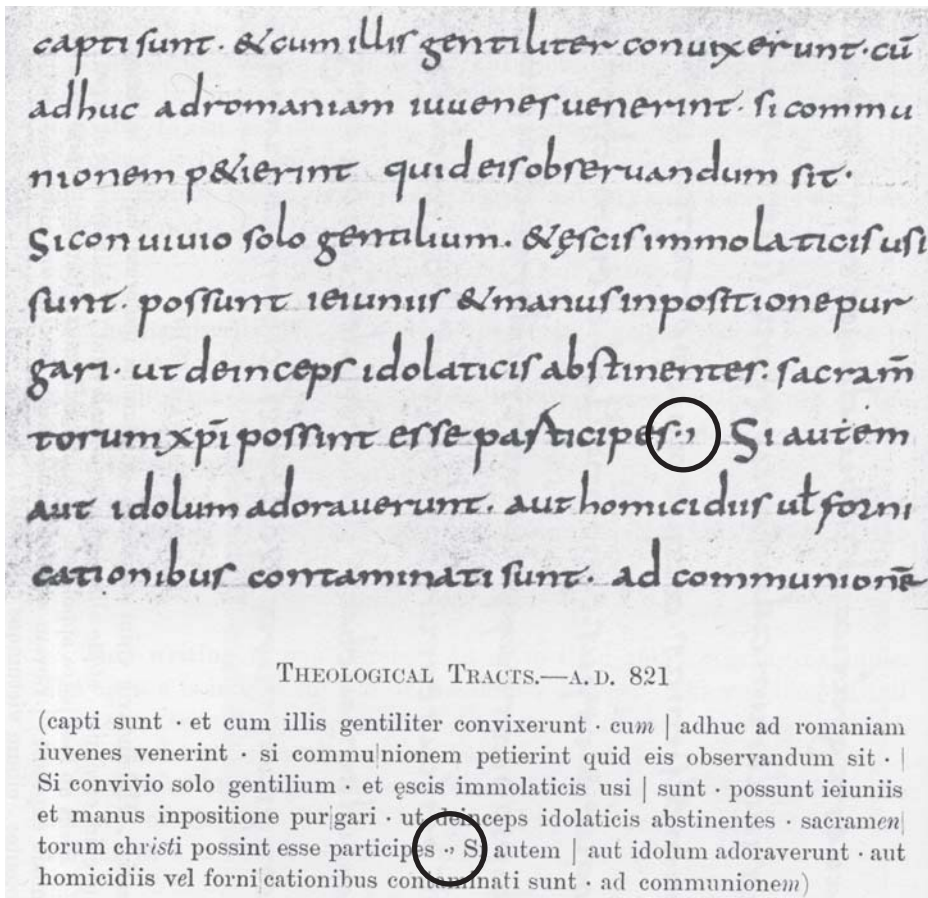 capti sunt · & cum illis gentiliter conuixerunt · cū
adhuc adromaniam iuuenes uenerint · si commu
nionem p&ierint quid eis obseruandum sit ·
Si conuiuio solo gentilium · & ęscis immolaticis usi
sunt · possunt ieiuniis & manus inpositione pur
gari · ut deinceps idolaticis abstinentes · sacram̄
torum xp̄i possint esse participes ·, Si autem
aut idolum adorauerunt · aut homicidiis uł forni
cationibus contaminati sunt · ad communionē
THEOLOGICAL TRACTS.—A.D. 821
(capti sunt · et cum illis gentiliter convixerunt · cum | adhuc ad romaniam
iuvenes venerint · si commu|nionem petierint quid eis observandum sit · |
Si convivio solo gentilium · et ęscis immolaticis usi | sunt · possunt ieiuniis
et manus inpositione pur|gari · ut deinceps idolaticis abstinentes · sacramen|
torum christi possint esse participes ·, Si autem | aut idolum adoraverunt · aut
homicidiis vel forni|cationibus contaminati sunt · ad communionem)